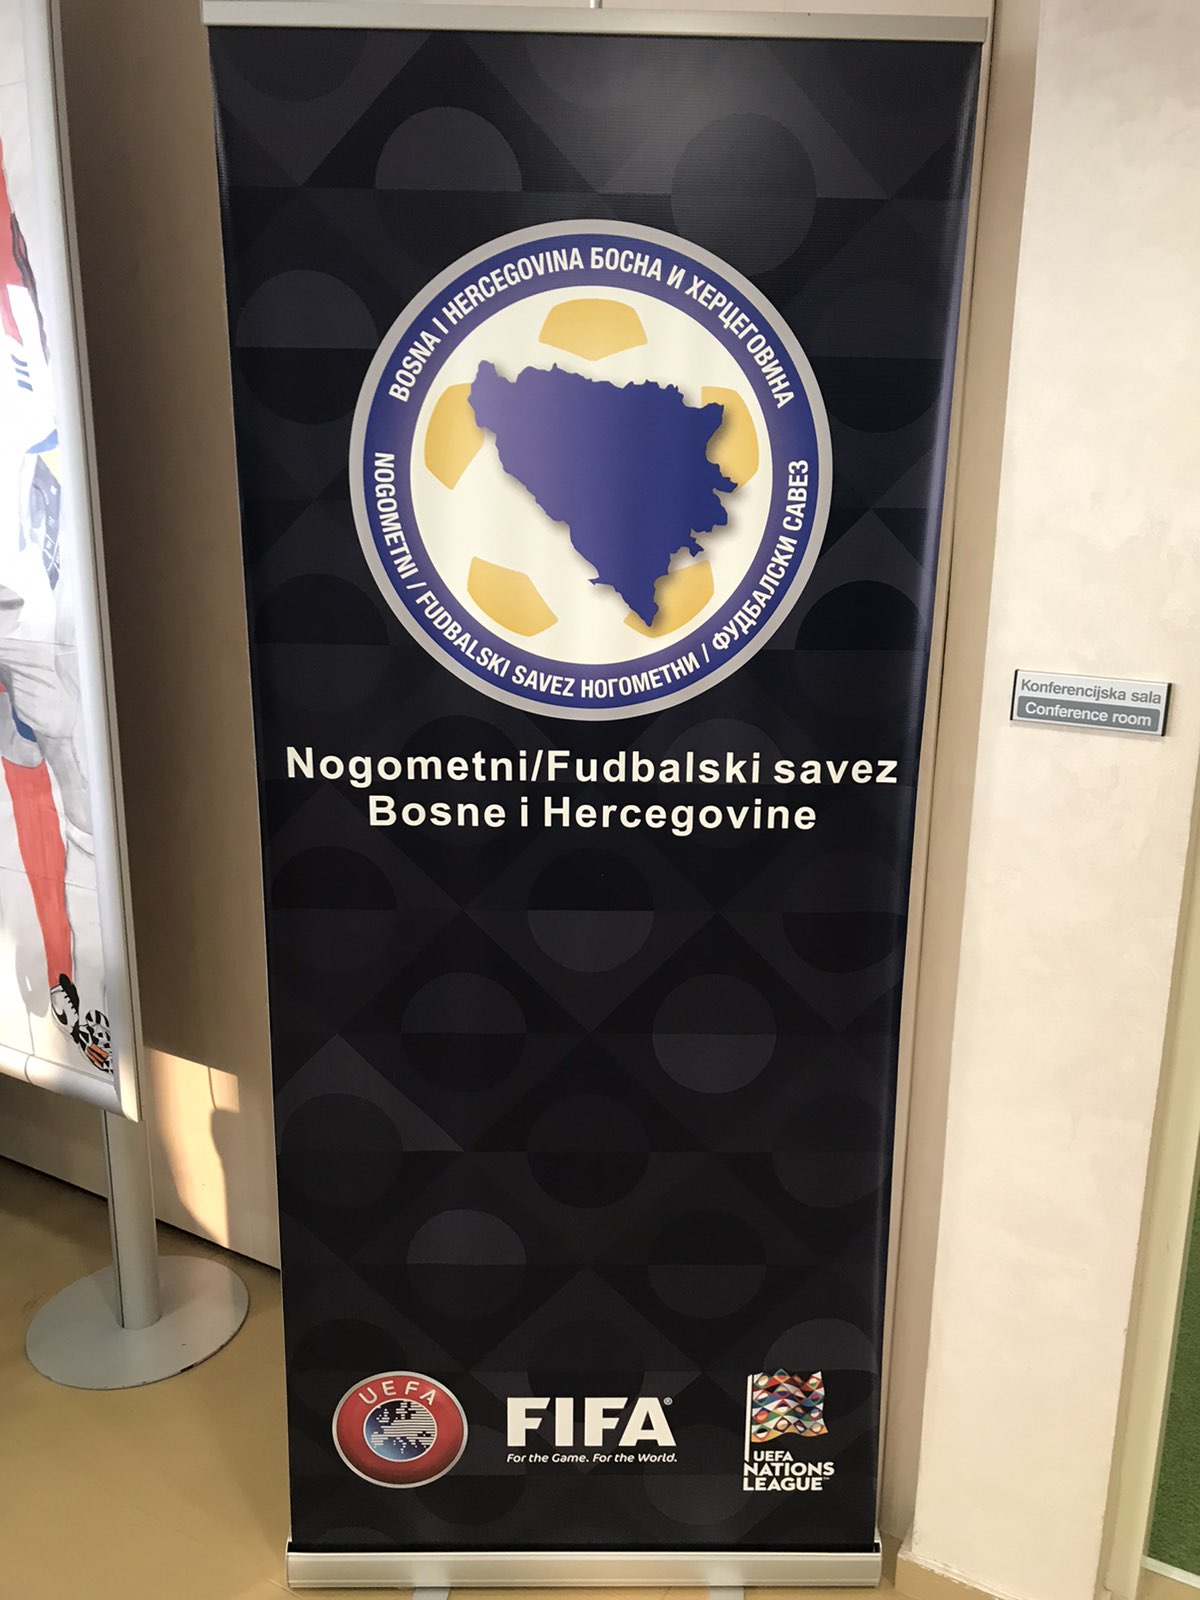 BOSNA I HERCEGOVINA БОСНА И ХЕРЦЕГОВИНА
NOGOMETNI / FUDBALSKI SAVEZ НОГОМЕТНИ / ФУДБАЛСКИ САВЕЗ
Nogometni/Fudbalski savez
Bosne i Hercegovine
Konferencijska sala
Conference room
UEFA
FIFA®
For the Game. For the World.
UEFA
NATIONS
LEAGUE™